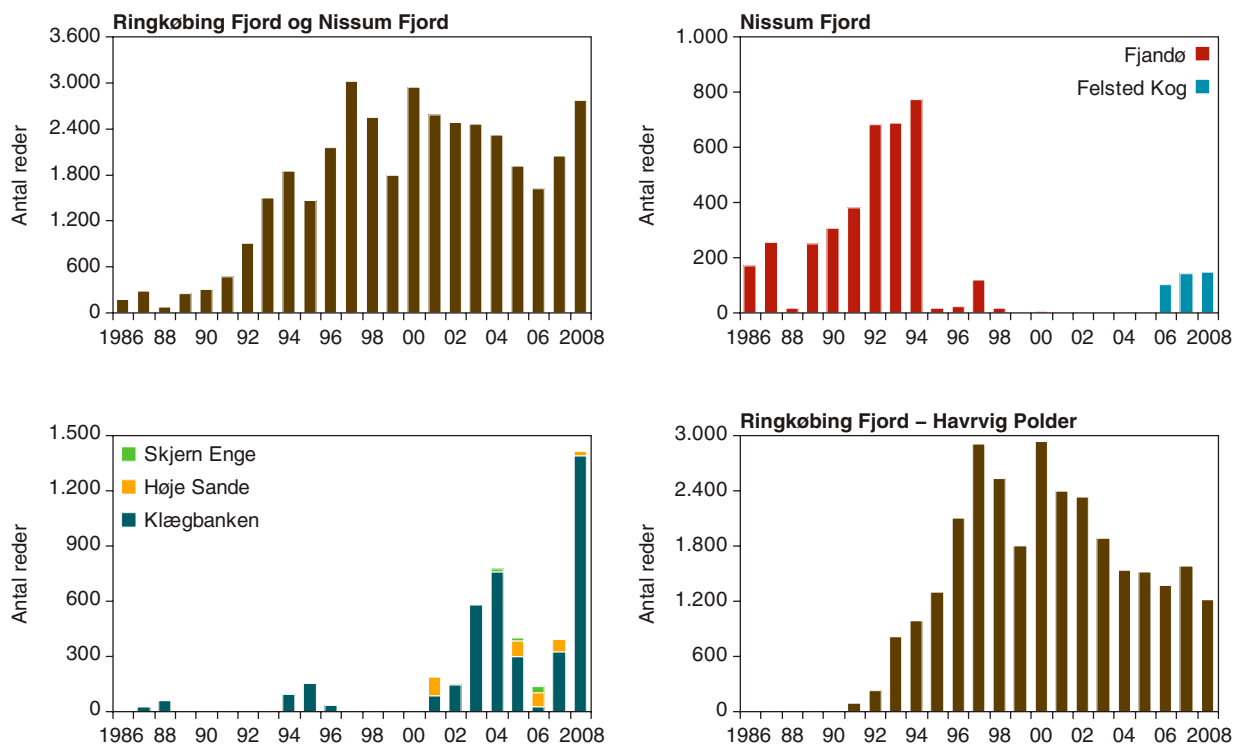 Ringkøbing Fjord og Nissum Fjord
Antal reder
3.600
3.000
2.400
1.800
1.200
600
0
1986 88 90 92 94 96 98 00 02 04 06 2008
Nissum Fjord
Antal reder
1.000
800
600
400
200
0
Fjandø
Felsted Kog
1986 88 90 92 94 96 98 00 02 04 06 2008
Antal reder
1.500
1.200
900
600
300
0
Skjern Enge
Høje Sande
Klægbanken
1986 88 90 92 94 96 98 00 02 04 06 2008
Ringkøbing Fjord – Havrvig Polder
Antal reder
3.000
2.400
1.800
1.200
600
0
1986 88 90 92 94 96 98 00 02 04 06 2008